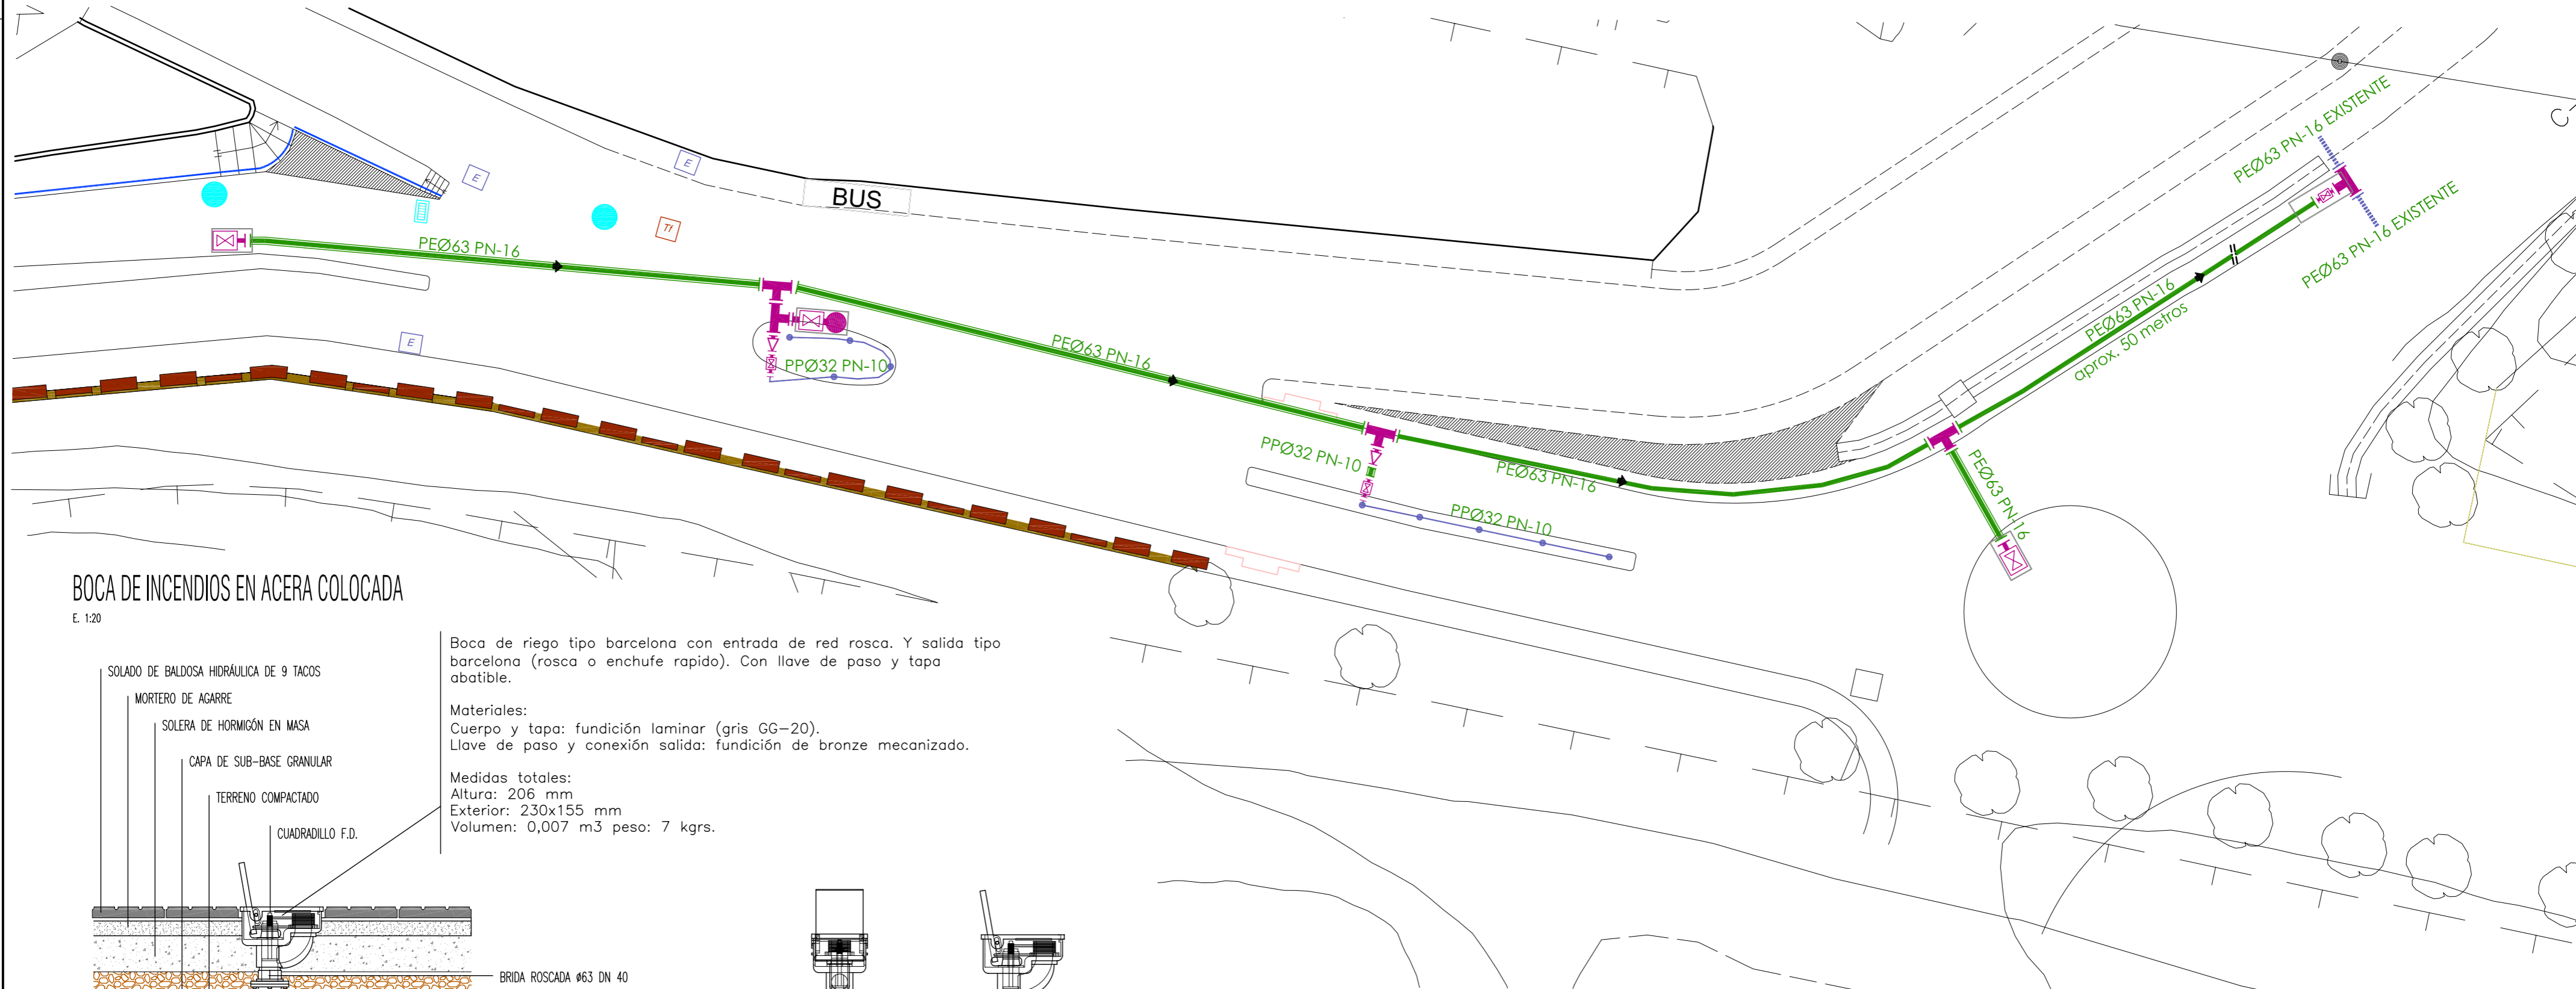 PEØ63 PN-16 EXISTENTE
C
E
E
BUS
PEØ63 PN-16 EXISTENTE
Tf
PEØ63 PN-16
PEØ63 PN-16
aprox. 50 metros
E
PPØ32 PN-10
PEØ63 PN-16
PPØ32 PN-10
PEØ63 PN-16
PEØ63 PN-16
PPØ32 PN-10
BOCA DE INCENDIOS EN ACERA COLOCADA
E. 1:20
SOLADO DE BALDOSA HIDRÁULICA DE 9 TACOS
MORTERO DE AGARRE
SOLERA DE HORMIGÓN EN MASA
CAPA DE SUB-BASE GRANULAR
TERRENO COMPACTADO
CUADRADILLO F.D.
Boca de riego tipo barcelona con entrada de red rosca. Y salida tipo
barcelona (rosca o enchufe rapido). Con llave de paso y tapa
abatible.
Materiales:
Cuerpo y tapa: fundición laminar (gris GG-20).
Llave de paso y conexión salida: fundición de bronze mecanizado.
Medidas totales:
Altura: 206 mm
Exterior: 230x155 mm
Volumen: 0,007 m3 peso: 7 kgrs.
BRIDA ROSCADA Ø63 DN 40